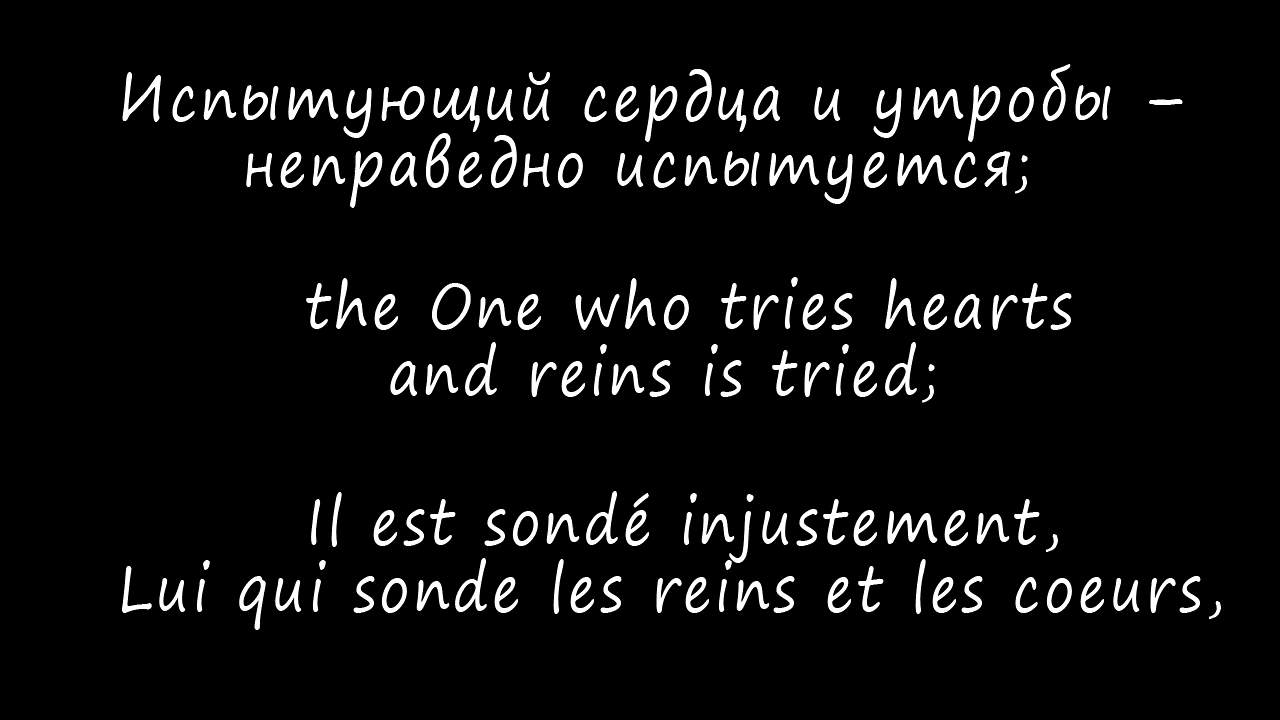 Испытующий сердца и утробы –
неправедно испытуется;
the One who tries hearts
and reins is tried;
Il est sondé injustement,
Lui qui sonde les reins et les coeurs,